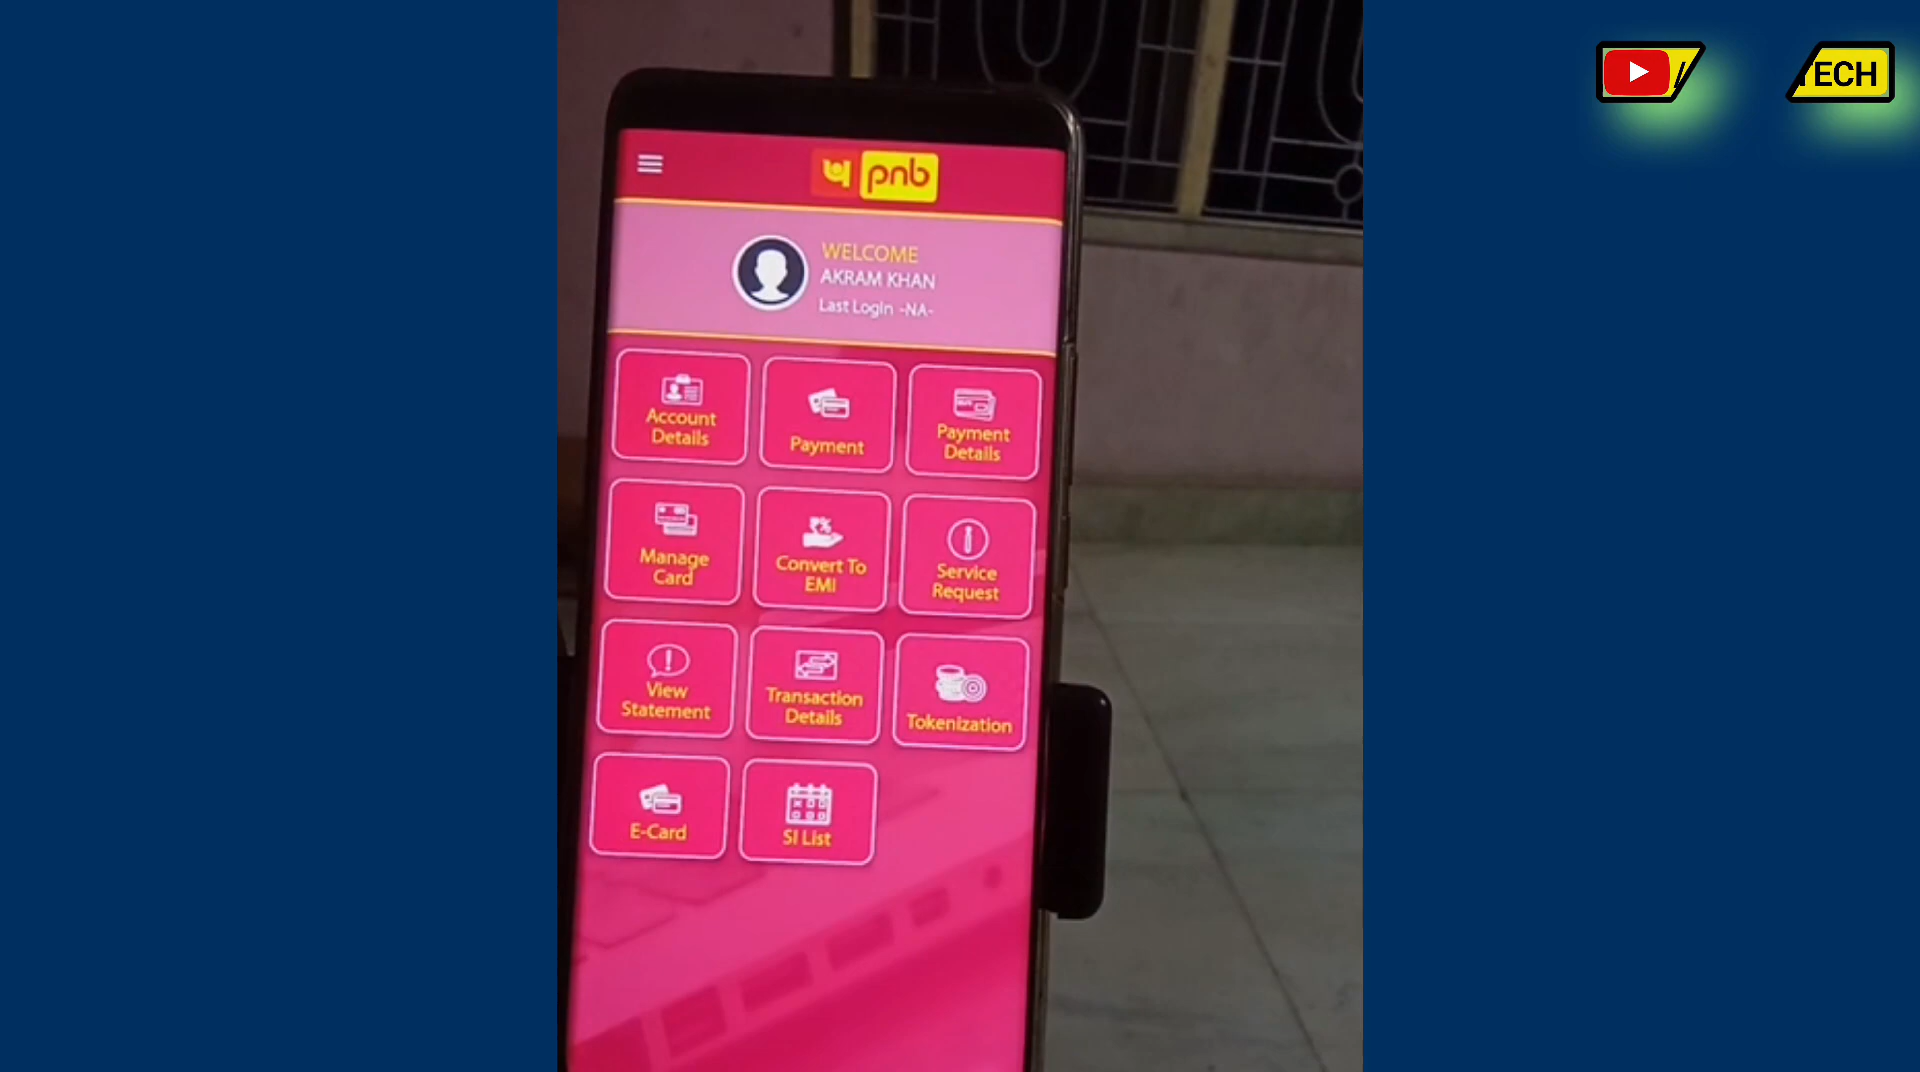 ECH
प pnb
WELCOME
AKRAM KHAN
Last Login -NA-
Account
Details
Payment
Payment
Details
Manage
Card
Convert To
EMI
Service
Request
View
Statement
Transaction
Details
Tokenization
E-Card
SI List